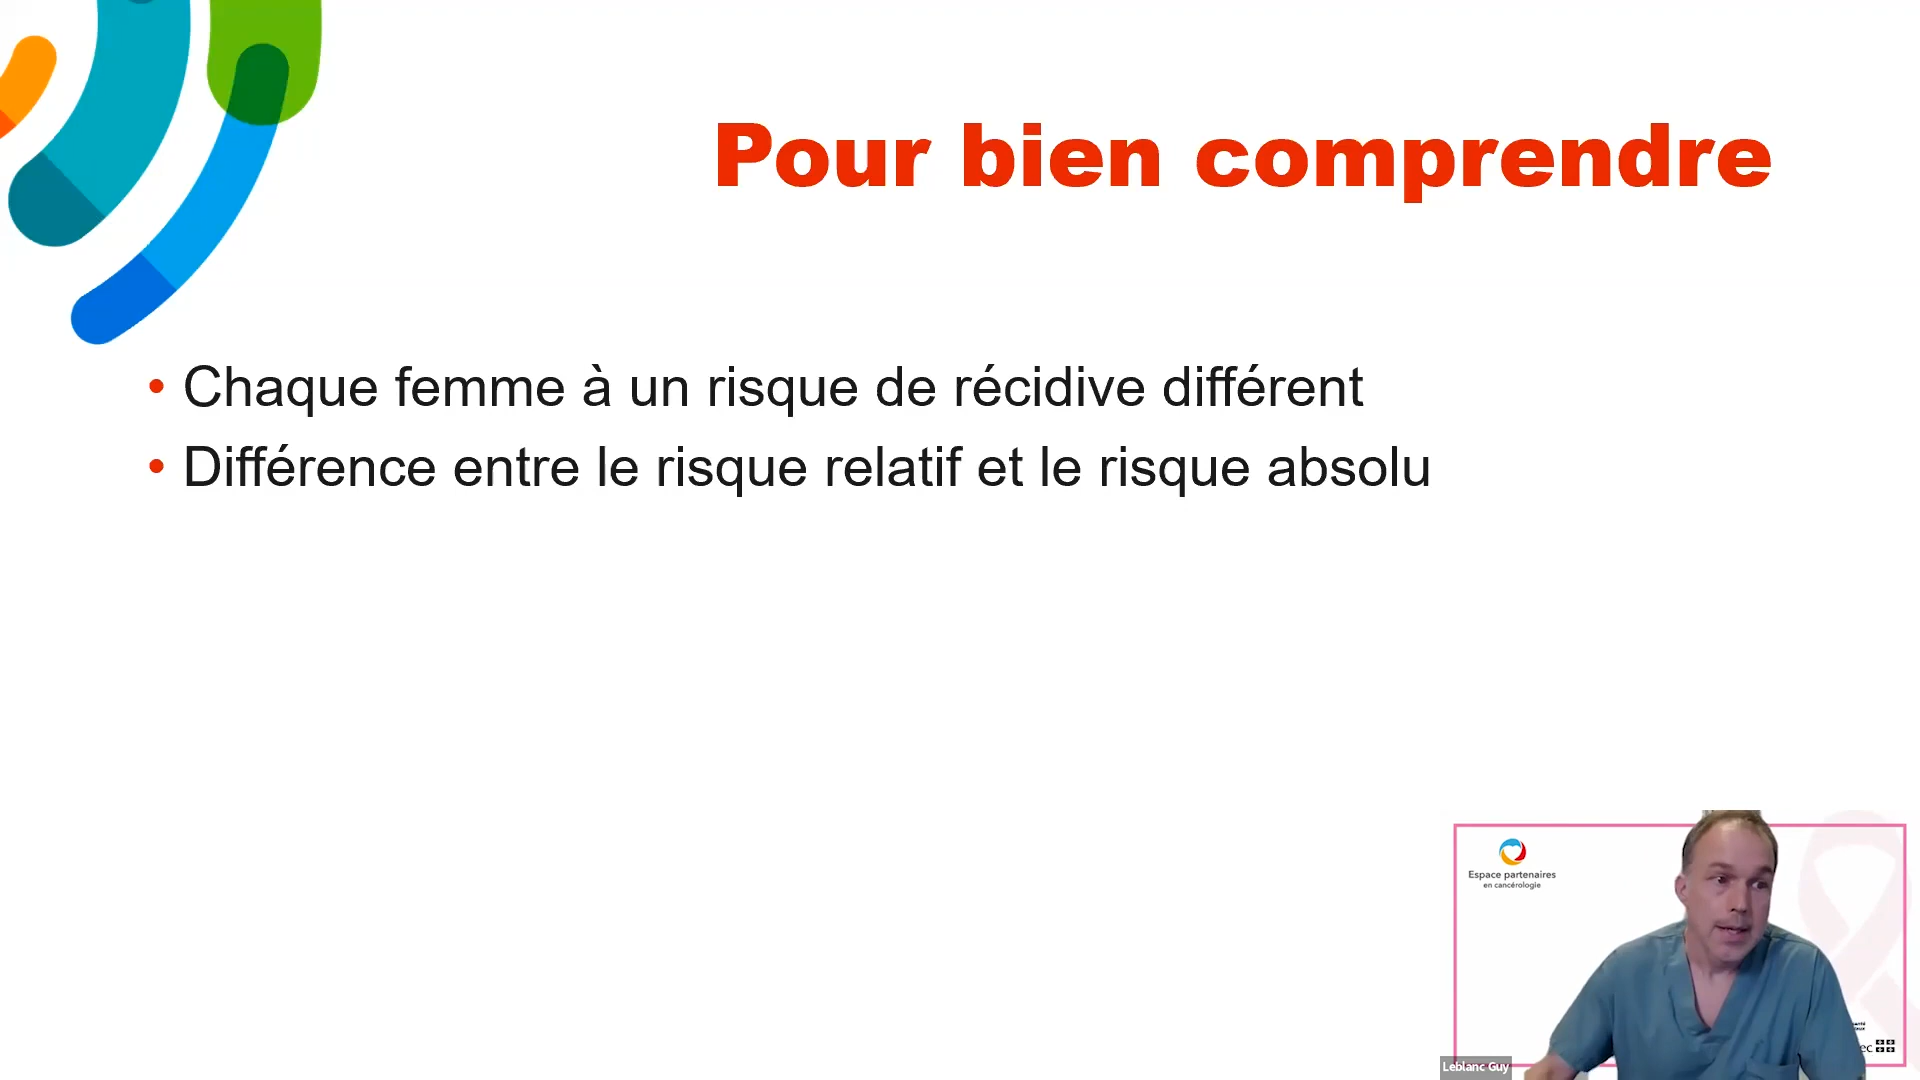 Pour bien comprendre
• Chaque femme à un risque de récidive différent
• Différence entre le risque relatif et le risque absolu
Espace partenaires
en cancérologie
Leblanc Guy